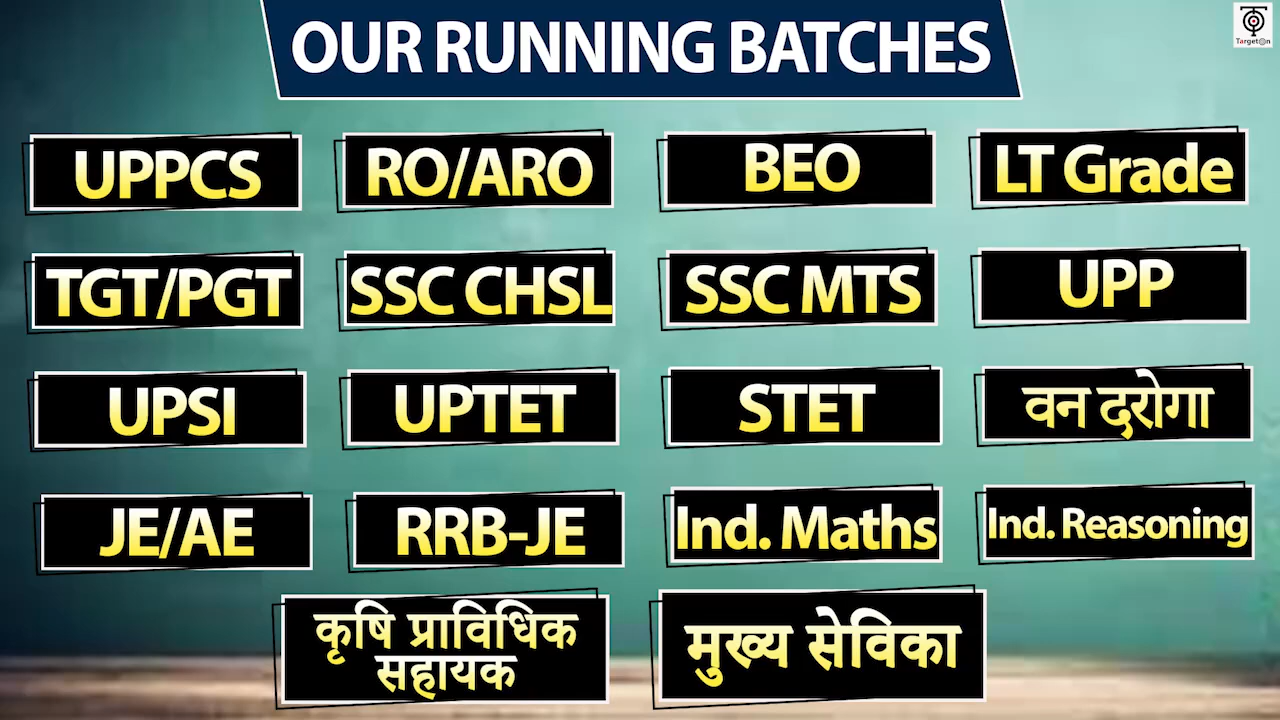 OUR RUNNING BATCHES
Target On
UPPCS
RO/ARO
BEO
LT Grade
TGT/PGT
SSC CHSL
SSC MTS
UPP
UPSI
UPTET
STET
वन दरोगा
JE/AE
RRB-JE
Ind. Maths
Ind. Reasoning
कृषि प्राविधिक
सहायक
मुख्य सेविका